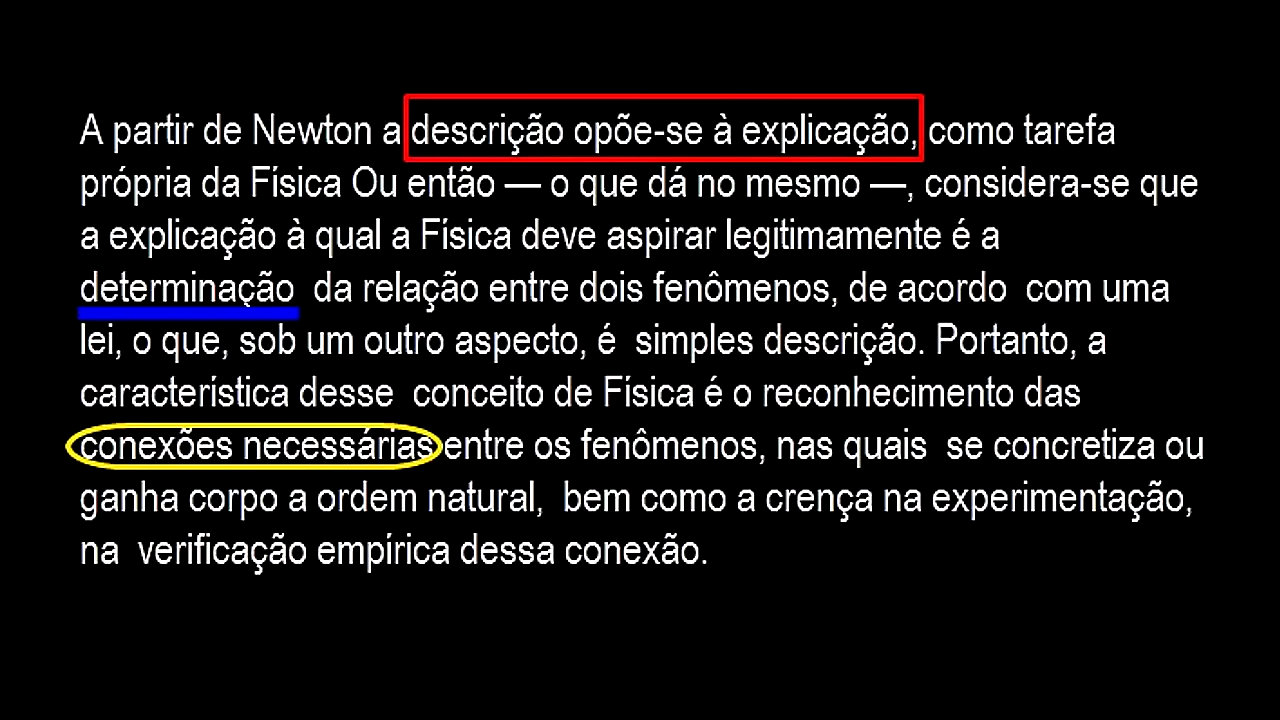 A partir de Newton a descrição opõe-se à explicação, como tarefa
própria da Física Ou então — o que dá no mesmo —, considera-se que
a explicação à qual a Física deve aspirar legitimamente é a
determinação da relação entre dois fenômenos, de acordo com uma
lei, o que, sob um outro aspecto, é simples descrição. Portanto, a
característica desse conceito de Física é o reconhecimento das
conexões necessárias entre os fenômenos, nas quais se concretiza ou
ganha corpo a ordem natural, bem como a crença na experimentação,
na verificação empírica dessa conexão.